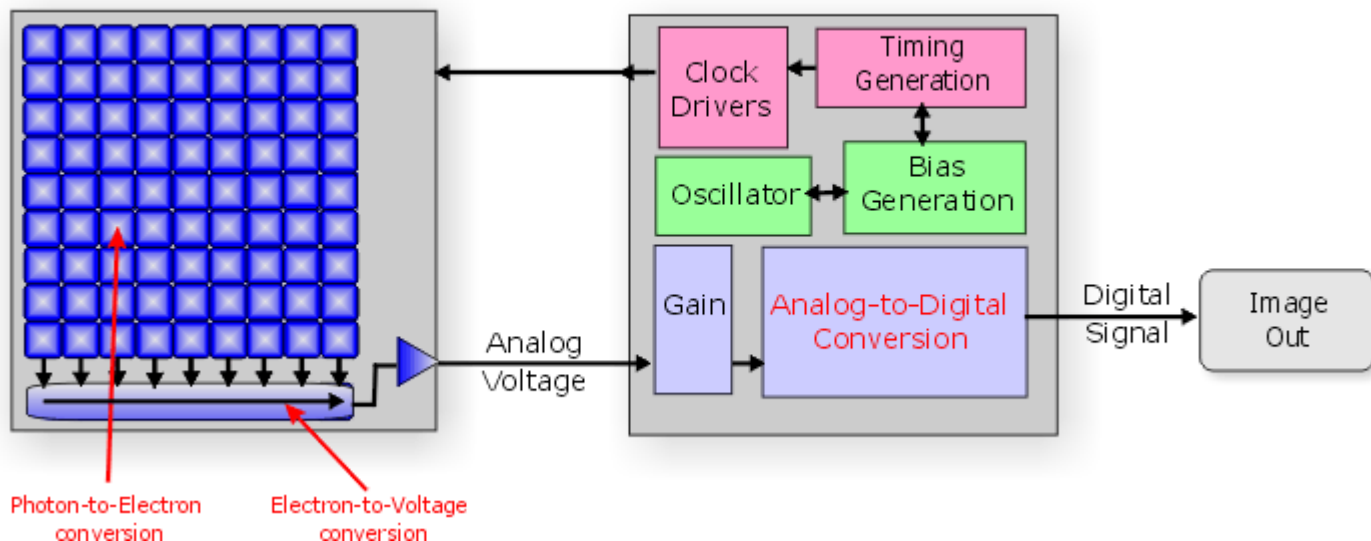 Clock
Drivers
Timing
Generation
Oscillator
Bias
Generation
Gain
Analog-to-Digital
Conversion
Analog
Voltage
Digital
Signal
Image
Out
Photon-to-Electron
conversion
Electron-to-Voltage
conversion